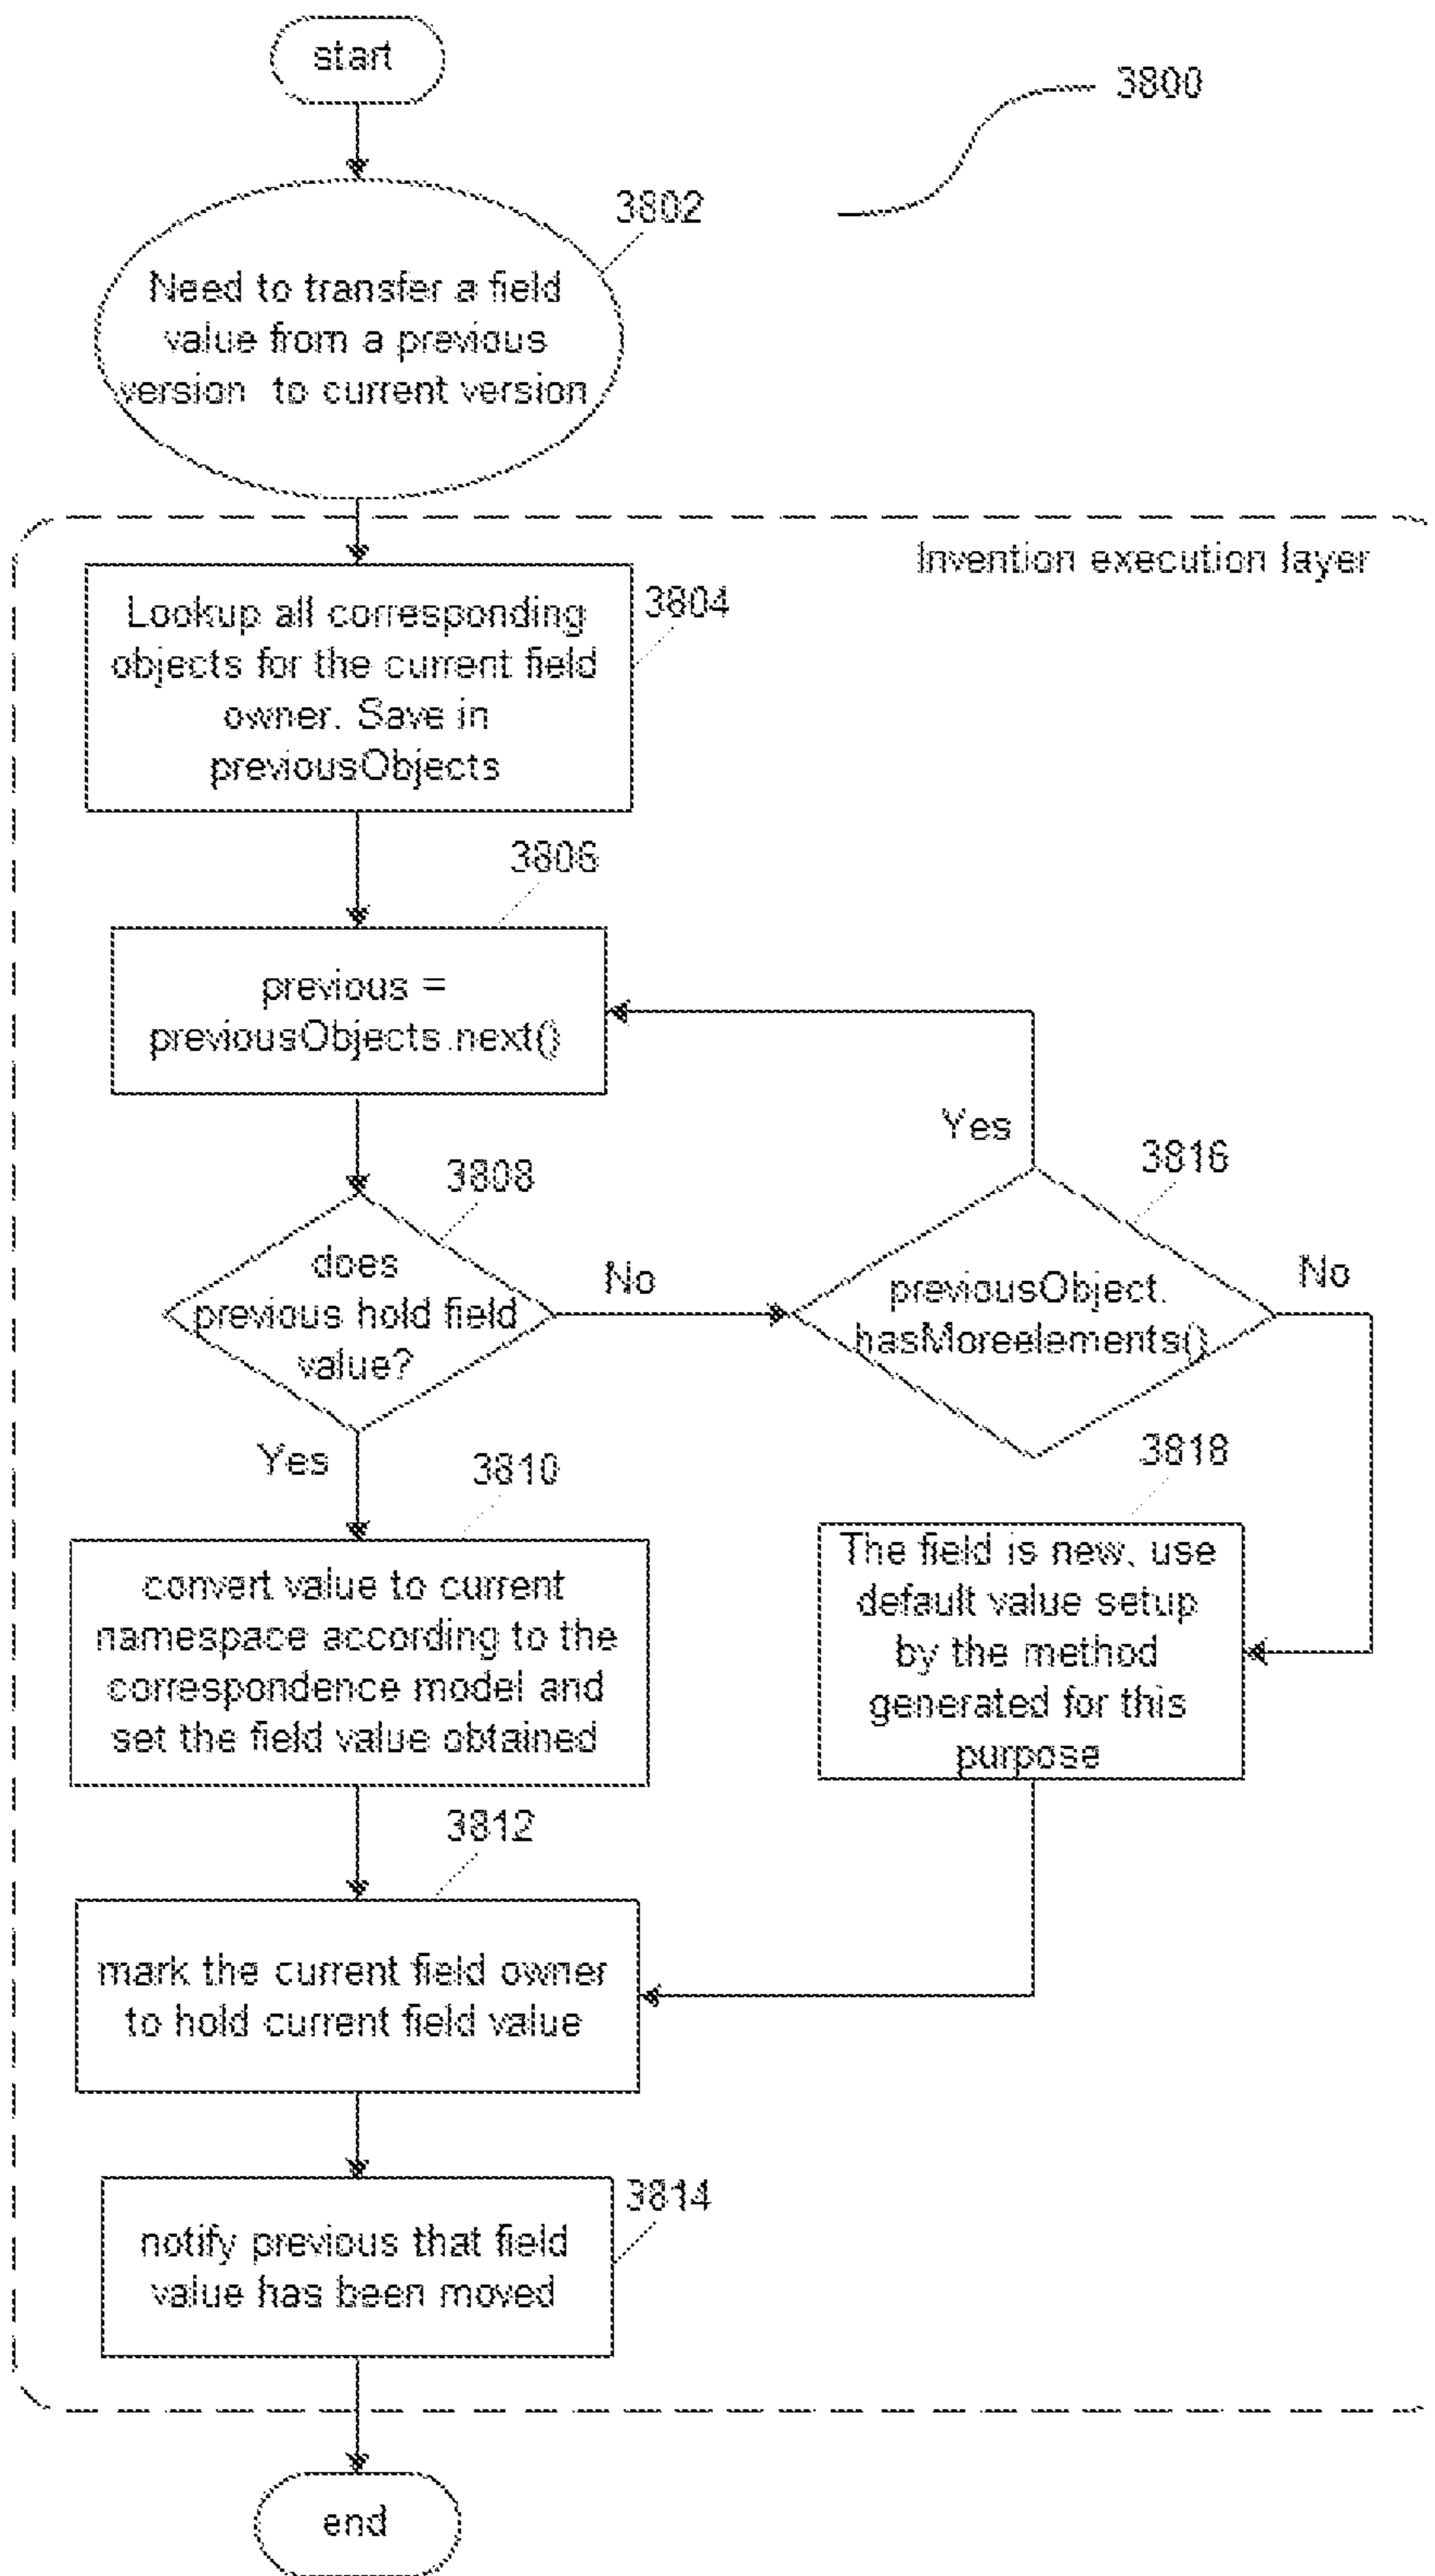 start
3800
3802
Need to transfer a field
value from a previous
version to current version
Invention execution layer
Lookup all corresponding
objects for the current field
owner. Save in
previousObjects
3804
3806
previous =
previousObjects.next()
Yes
3816
3808
does
previous hold field
value?
No
previousObject.
hasMoreelements()
No
Yes
3810
3818
convert value to current
namespace according to the
correspondence model and
set the field value obtained
The field is new, use
default value setup
by the method
generated for this
purpose
3812
mark the current field owner
to hold current field value
3814
notify previous that field
value has been moved
end